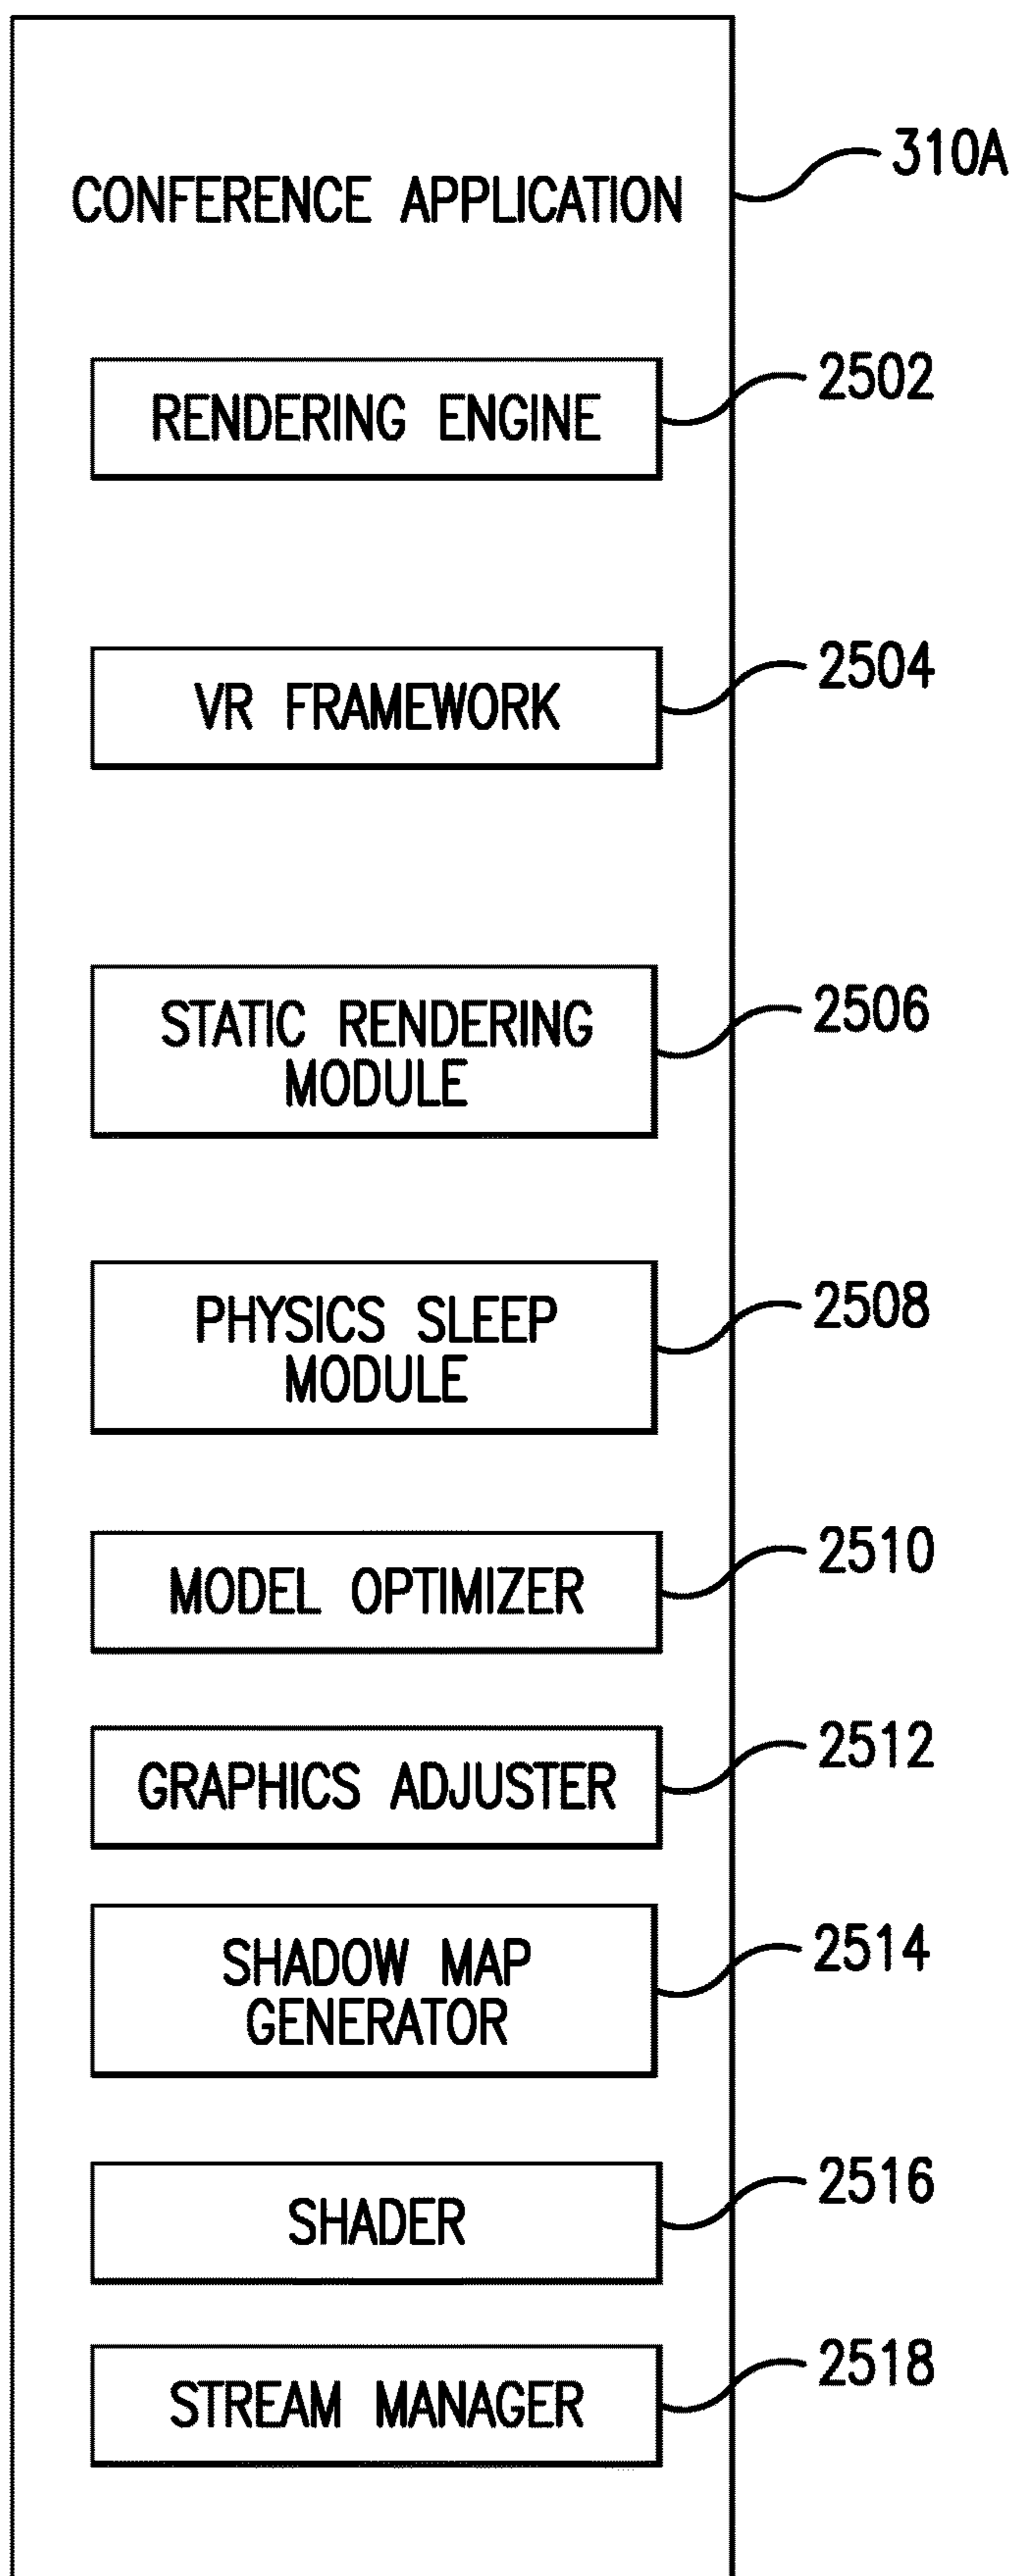 310A
CONFERENCE APPLICATION
2502
RENDERING ENGINE
2504
VR FRAMEWORK
2506
STATIC RENDERING
MODULE
2508
PHYSICS SLEEP
MODULE
2510
MODEL OPTIMIZER
2512
GRAPHICS ADJUSTER
2514
SHADOW MAP
GENERATOR
2516
SHADER
2518
STREAM MANAGER